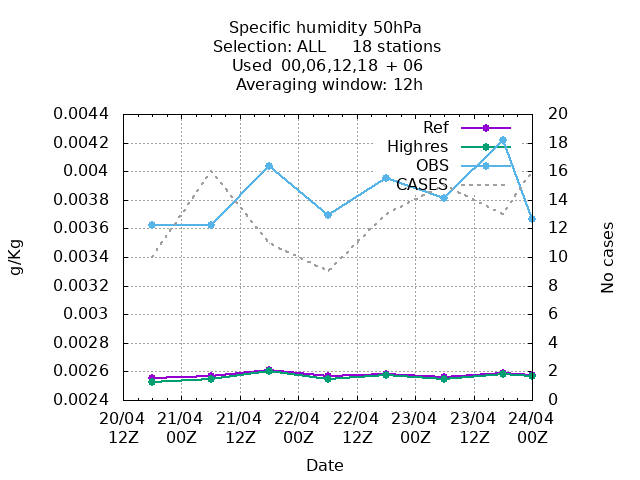 Specific humidity 50hPa
Selection: ALL 18 stations
Used 00,06,12,18 + 06
Averaging window: 12h
0.0044 20
Ref
0.0042 18
Highres
0.004 OBS 16
CASES
0.0038 14
0.0036 12
0.0034 10
0.0032 8
0.003 6
0.0028 4
0.0026 2
0.0024 0
g/Kg
No cases
20/04 21/04 21/04 22/04 22/04 23/04 23/04 24/04
12Z 00Z 12Z 00Z 12Z 00Z 12Z 00Z
Date